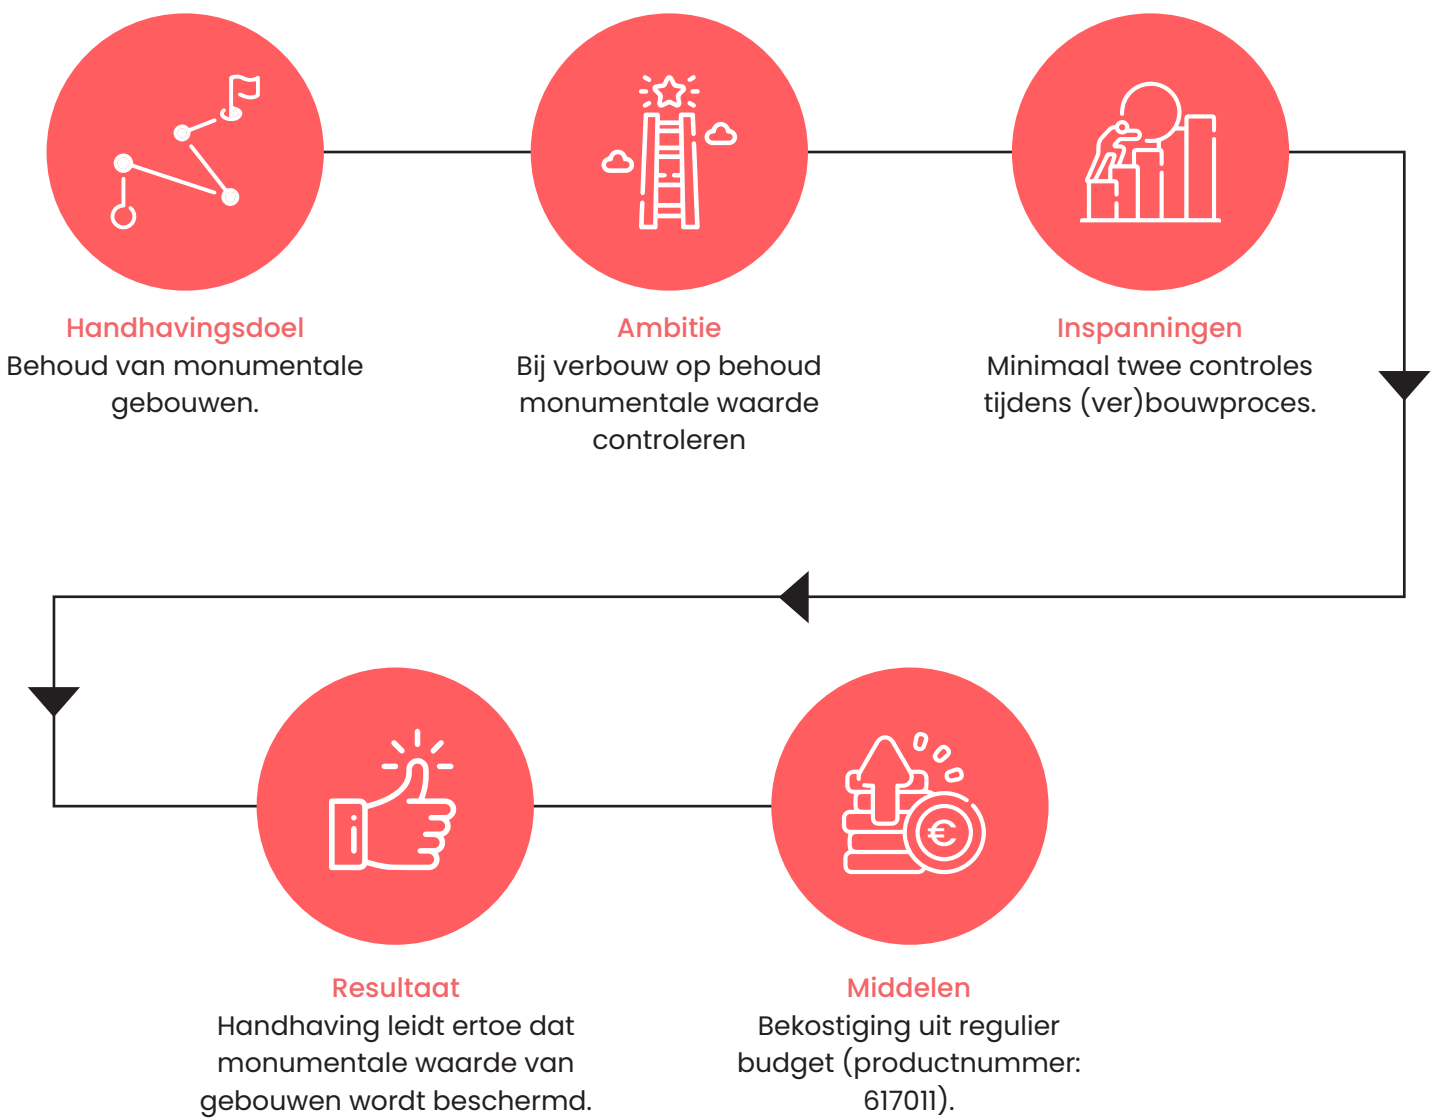 Handhavingsdoel
Behoud van monumentale
gebouwen.
Ambitie
Bij verbouw op behoud
monumentale waarde
controleren
Inspanningen
Minimaal twee controles
tijdens (ver)bouwproces.
Resultaat
Handhaving leidt ertoe dat
monumentale waarde van
gebouwen wordt beschermd.
Middelen
Bekostiging uit regulier
budget (productnummer:
617011).